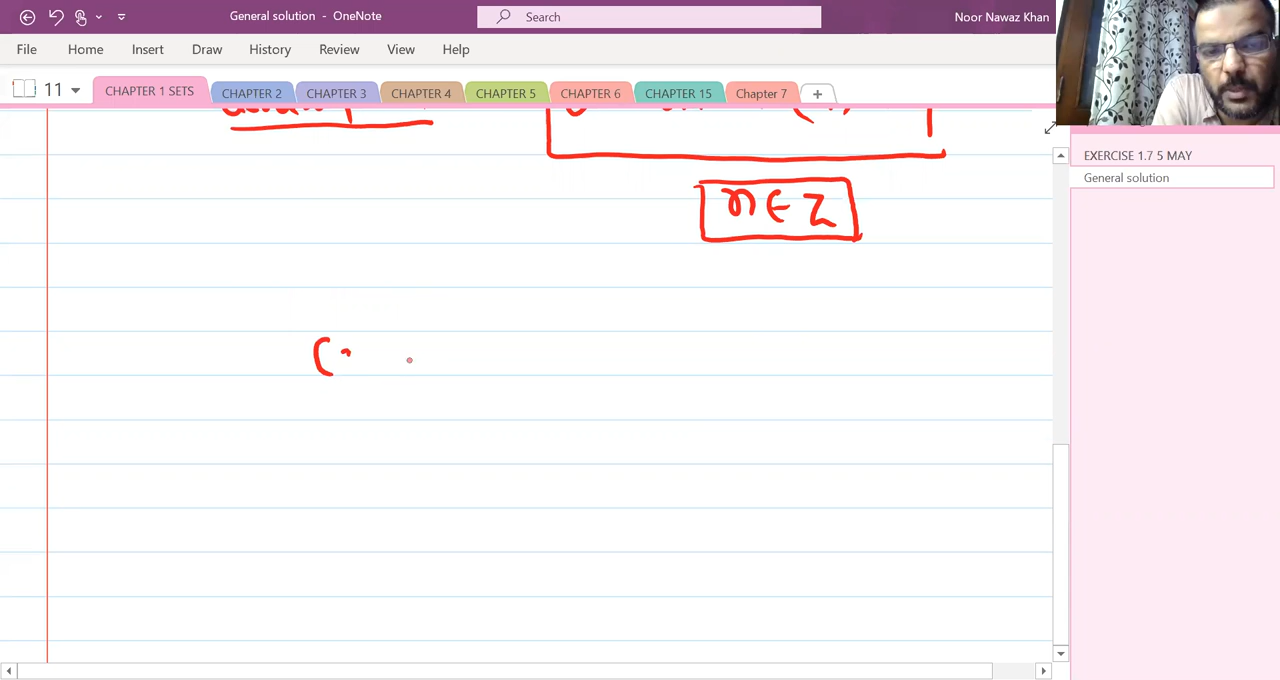 General solution - OneNote
Search
Noor Nawaz Khan
File Home Insert Draw History Review View Help
11 CHAPTER 1 SETS CHAPTER 2 CHAPTER 3 CHAPTER 4 CHAPTER 5 CHAPTER 6 CHAPTER 15 Chapter 7 +
EXERCISE 1.7 5 MAY
General solution
n ∈ Z
(